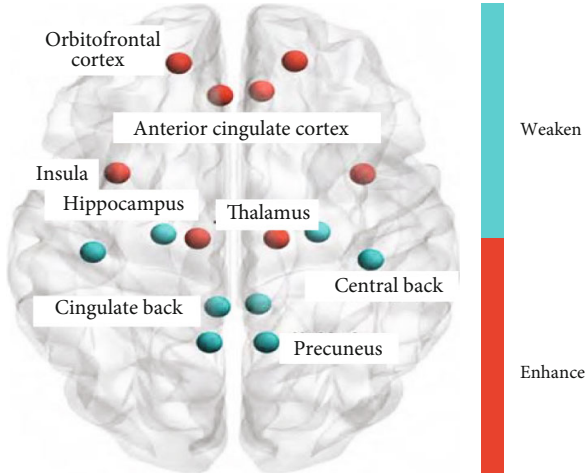 Orbitofrontal
cortex
Anterior cingulate cortex
Weaken
Insula
Hippocampus
Thalamus
Central back
Cingulate back
Precuneus
Enhance